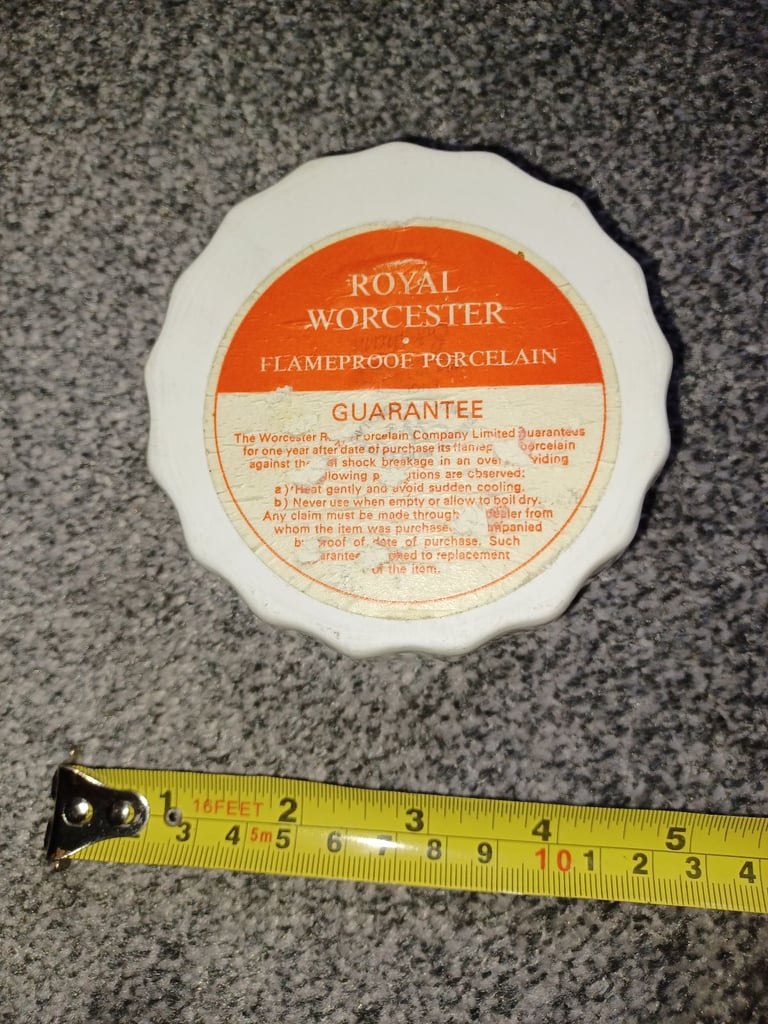 ROYAL
WORCESTER
FLAMEPROOF PORCELAIN
GUARANTEE
The Worcester Porcelain Company Limited guarantees
for one year after date of purchase its
against shock breakage in an
are observed:
a) Heat gently and avoid sudden cooling.
b) Never use when empty or allow to boil dry.
Any claim must be made through from
whom the item was
of date of purchase. Such
to replacement
of the item.
1 16FEET 2 3 4 5
3 4 5m 5 6 7 8 9 10 1 2 3 4